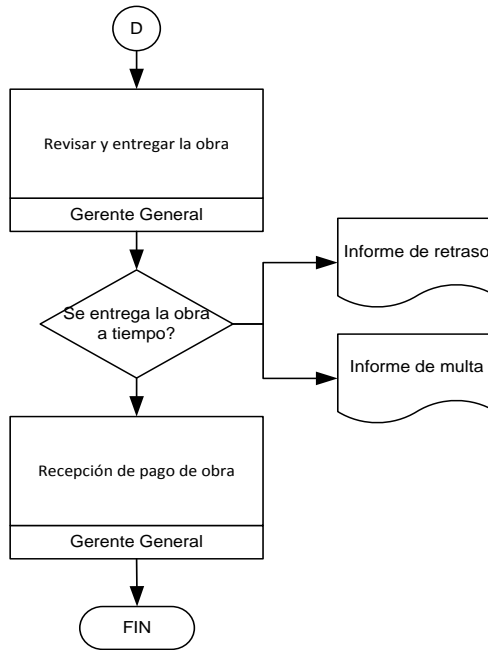 D
Revisar y entregar la obra
Gerente General
Se entrega la obra
a tiempo?
Informe de retraso
Informe de multa
Recepción de pago de obra
Gerente General
FIN